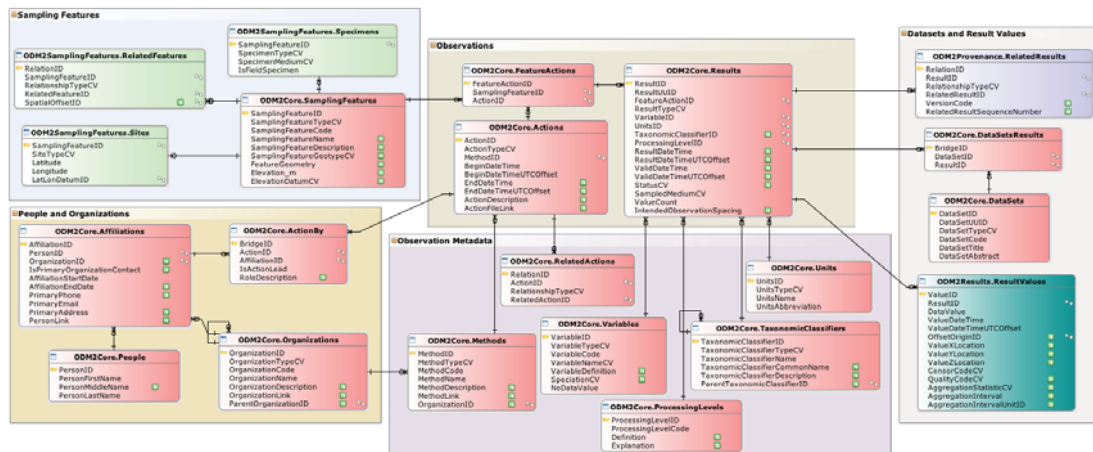 Sampling Features
ODM2SamplingFeatures.Specimens
SamplingFeatureID
SpecimenTypeCV
SpecimenMediumCV
IsFieldSpecimen
ODM2SamplingFeatures.RelatedFeatures
RelationID
SamplingFeatureID
RelationshipTypeCV
RelatedFeatureID
SpatialOffsetID
ODM2Core.SamplingFeatures
SamplingFeatureID
SamplingFeatureTypeCV
SamplingFeatureCode
SamplingFeatureName
SamplingFeatureDescription
SamplingFeatureGeotypeCV
FeatureGeometry
Elevation_m
ElevationDatumCV
ODM2SamplingFeatures.Sites
SamplingFeatureID
SiteTypeCV
Latitude
Longitude
LatLonDatumID
Observations
ODM2Core.FeatureActions
FeatureActionID
SamplingFeatureID
ActionID
ODM2Core.Actions
ActionID
ActionTypeCV
MethodID
BeginDateTime
BeginDateTimeUTCOffset
EndDateTime
EndDateTimeUTCOffset
ActionDescription
ActionFileLink
ODM2Core.Results
ResultID
ResultUUID
FeatureActionID
ResultTypeCV
VariableID
UnitsID
TaxonomicClassifierID
ProcessingLevelID
ResultDateTime
ResultDateTimeUTCOffset
ValidDateTime
ValidDateTimeUTCOffset
StatusCV
SampledMediumCV
ValueCount
IntendedObservationSpacing
Datasets and Result Values
ODM2Provenance.RelatedResults
RelationID
ResultID
RelationshipTypeCV
RelatedResultID
VersionCode
RelatedResultSequenceNumber
ODM2Core.DataSetsResults
BridgeID
DataSetID
ResultID
ODM2Core.DataSets
DataSetID
DataSetUUID
DataSetTypeCV
DataSetCode
DataSetTitle
DataSetAbstract
ODM2Results.ResultValues
ValueID
ResultID
DataValue
ValueDateTime
ValueDateTimeUTCOffset
OffsetOriginID
ValueXLocation
ValueYLocation
ValueZLocation
CensorCodeCV
QualityCodeCV
AggregationStatisticCV
AggregationInterval
AggregationIntervalUnitID
People and Organizations
ODM2Core.Affiliations
AffiliationID
PersonID
OrganizationID
IsPrimaryOrganizationContact
AffiliationStartDate
AffiliationEndDate
PrimaryPhone
PrimaryEmail
PrimaryAddress
PersonLink
ODM2Core.ActionBy
BridgeID
ActionID
AffiliationID
IsActionLead
RoleDescription
ODM2Core.People
PersonID
PersonFirstName
PersonMiddleName
PersonLastName
ODM2Core.Organizations
OrganizationID
OrganizationTypeCV
OrganizationCode
OrganizationName
OrganizationDescription
OrganizationLink
ParentOrganizationID
Observation Metadata
ODM2Core.RelatedActions
RelationID
ActionID
RelationshipTypeCV
RelatedActionID
ODM2Core.Units
UnitsID
UnitsTypeCV
UnitsName
UnitsAbbreviation
ODM2Core.Methods
MethodID
MethodTypeCV
MethodCode
MethodName
MethodDescription
MethodLink
OrganizationID
ODM2Core.Variables
VariableID
VariableTypeCV
VariableCode
VariableNameCV
VariableDefinition
SpeciationCV
NoDataValue
ODM2Core.TaxonomicClassifiers
TaxonomicClassifierID
TaxonomicClassifierTypeCV
TaxonomicClassifierName
TaxonomicClassifierCommonName
TaxonomicClassifierDescription
ParentTaxonomicClassifierID
ODM2Core.ProcessingLevels
ProcessingLevelID
ProcessingLevelCode
Definition
Explanation